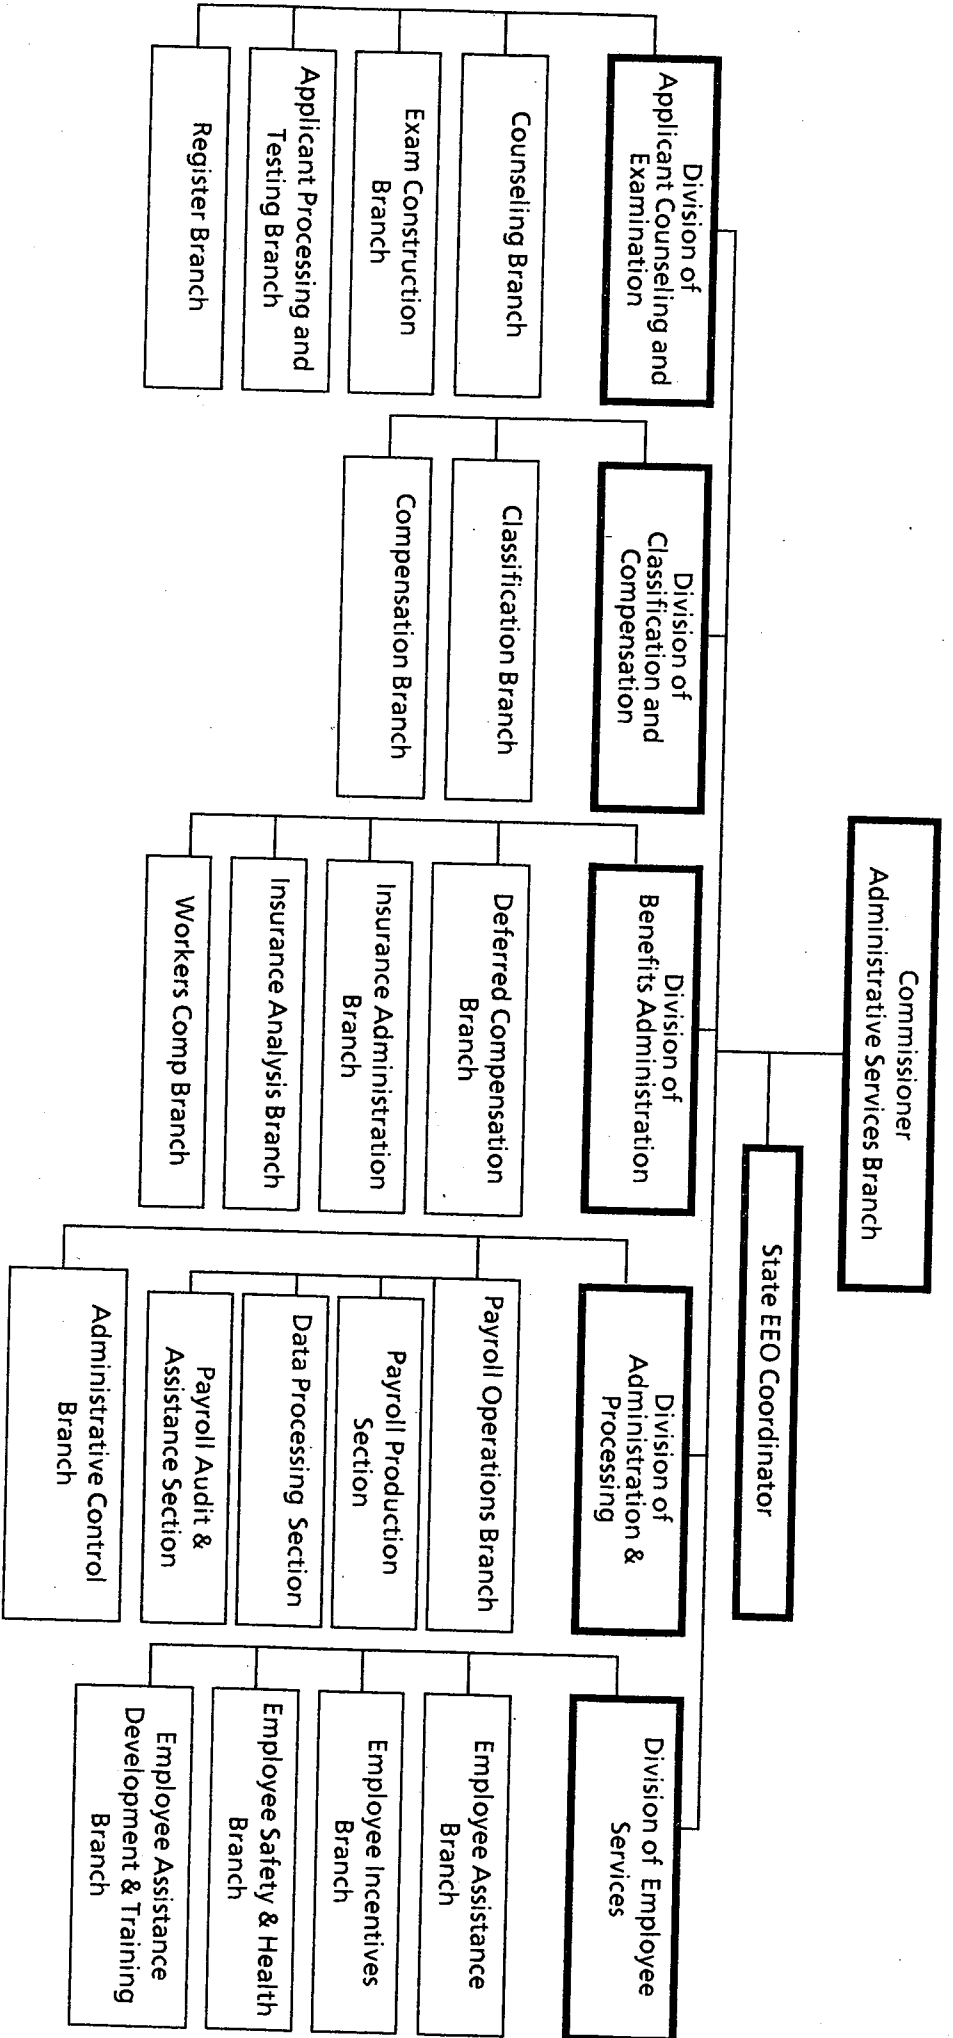 Commissioner
Administrative Services Branch
State EEO Coordinator
Division of
Applicant Counseling and
Examination
Counseling Branch
Exam Construction
Branch
Applicant Processing and
Testing Branch
Register Branch
Division of
Classification and
Compensation
Classification Branch
Compensation Branch
Division of
Benefits Administration
Deferred Compensation
Branch
Insurance Administration
Branch
Insurance Analysis Branch
Workers Comp Branch
Division of
Administration &
Processing
Payroll Operations Branch
Payroll Production
Section
Data Processing Section
Payroll Audit &
Assistance Section
Administrative Control
Branch
Division of Employee
Services
Employee Assistance
Branch
Employee Incentives
Branch
Employee Safety & Health
Branch
Employee Assistance
Development & Training
Branch